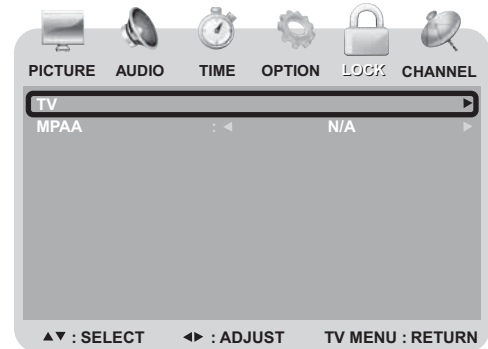 PICTURE AUDIO TIME OPTION LOCK CHANNEL
TV ▶
MPAA : ◀ N/A ▶
▲▼ : SELECT ◀▶ : ADJUST TV MENU : RETURN